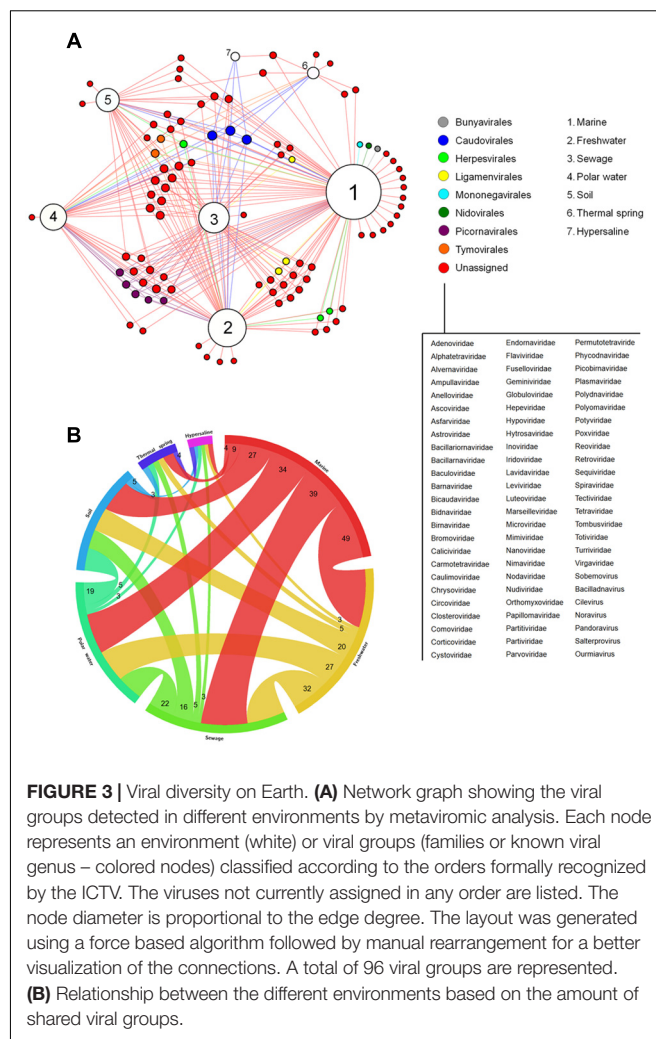 A
7
6
5
1
4
3
2
Bunyavirales
Caudovirales
Herpesvirales
Ligamenvirales
Mononegavirales
Nidovirales
Picornavirales
Tymovirales
Unassigned
1. Marine
2. Freshwater
3. Sewage
4. Polar water
5. Soil
6. Thermal spring
7. Hypersaline
Adenoviridae Endornaviridae Permutotetraviride
Alphatetraviridae Flaviviridae Phycodnaviridae
Alvernaviridae Fuselloviridae Picobirnaviridae
Ampullaviridae Geminiviridae Plasmaviridae
Anelloviridae Globuloviridae Polydnaviridae
Ascoviridae Hepeviridae Polyomaviridae
Asfarviridae Hypoviridae Potyviridae
Astroviridae Hytrosaviridae Poxviridae
Bacillariornaviridae Inoviridae Reoviridae
Bacillarnaviridae Iridoviridae Retroviridae
Baculoviridae Lavidaviridae Sequiviridae
Barnaviridae Leviviridae Spiraviridae
Bicaudaviridae Luteoviridae Tectiviridae
Bidnaviridae Marseilleviridae Tetraviridae
Birnaviridae Microviridae Tombusviridae
Bromoviridae Mimiviridae Totiviridae
Caliciviridae Nanoviridae Turriviridae
Carmotetraviridae Nimaviridae Virgaviridae
Caulimoviridae Nodaviridae Sobemovirus
Chrysoviridae Nudiviridae Bacilladnavirus
Circoviridae Orthomyxoviridae Cilevirus
Closteroviridae Papillomaviridae Noravirus
Comoviridae Partitiviridae Pandoravirus
Corticoviridae Partiviridae Salterprovirus
Cystoviridae Parvoviridae Ourmiavirus
B
Thermal spring
Hypersaline
Marine
Soil
Polar water
Sewage
Freshwater
4
4
9
27
34
39
49
5
3
19
5
3
3
5
20
27
32
22
16
5
3
FIGURE 3 | Viral diversity on Earth. (A) Network graph showing the viral
groups detected in different environments by metaviromic analysis. Each node
represents an environment (white) or viral groups (families or known viral
genus – colored nodes) classified according to the orders formally recognized
by the ICTV. The viruses not currently assigned in any order are listed. The
node diameter is proportional to the edge degree. The layout was generated
using a force based algorithm followed by manual rearrangement for a better
visualization of the connections. A total of 96 viral groups are represented.
(B) Relationship between the different environments based on the amount of
shared viral groups.